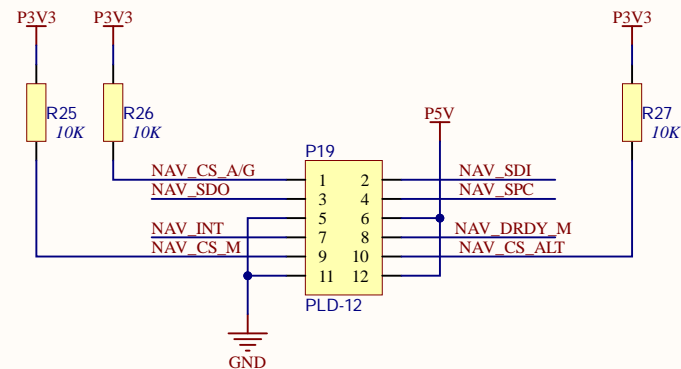 P3V3 P3V3 P3V3
R25 R26 R27
10K 10K 10K
P5V
P19
NAV_CS_A/G 1 2 NAV_SDI
NAV_SDO 3 4 NAV_SPC
5 6
NAV_INT 7 8 NAV_DRDY_M
NAV_CS_M 9 10 NAV_CS_ALT
11 12
PLD-12
GND